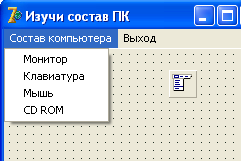 Изучи состав ПК
Состав компьютера Выход
Монитор
Клавиатура
Мышь
CD ROM